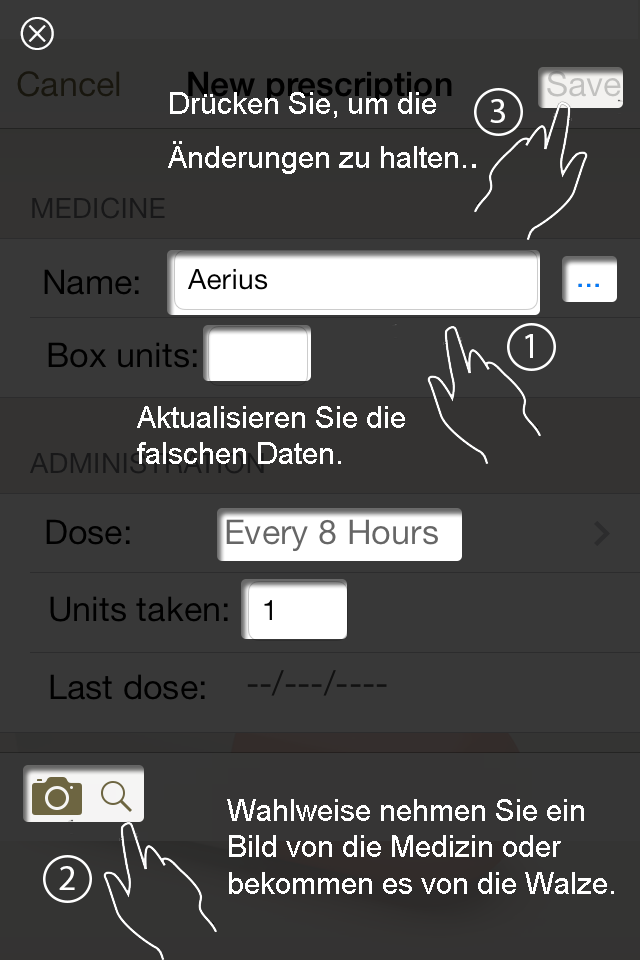 Cancel New prescription Save
Drücken Sie, um die
3
Änderungen zu halten..
MEDICINE
Name: Aerius ...
1
Box units:
Aktualisieren Sie die
falschen Daten.
ADMINISTRATION
Dose: Every 8 Hours
Units taken: 1
Last dose: --/---/----
Wahlweise nehmen Sie ein
Bild von die Medizin oder
2
bekommen es von die Walze.